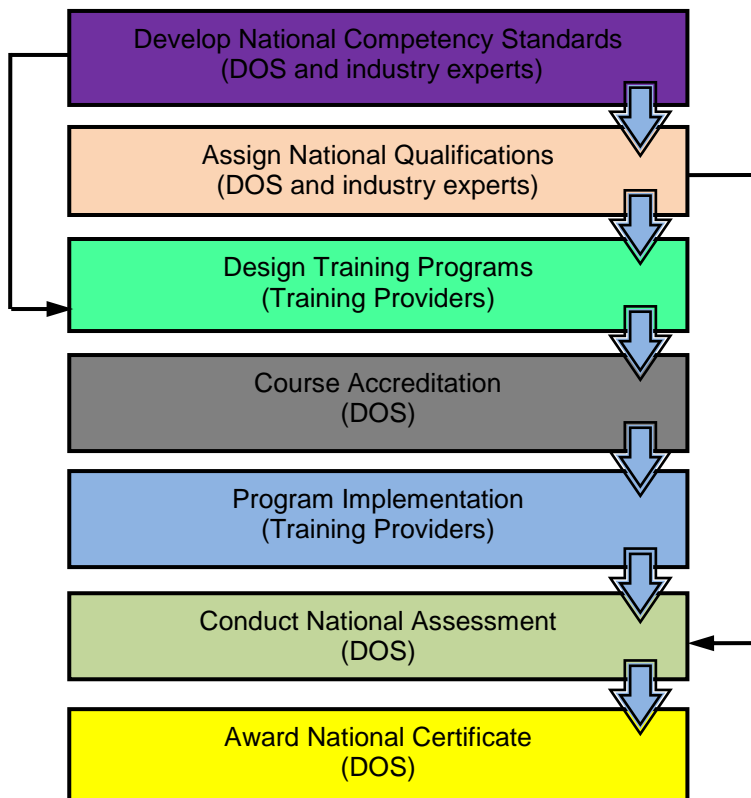 Develop National Competency Standards
(DOS and industry experts)
Assign National Qualifications
(DOS and industry experts)
Design Training Programs
(Training Providers)
Course Accreditation
(DOS)
Program Implementation
(Training Providers)
Conduct National Assessment
(DOS)
Award National Certificate
(DOS)